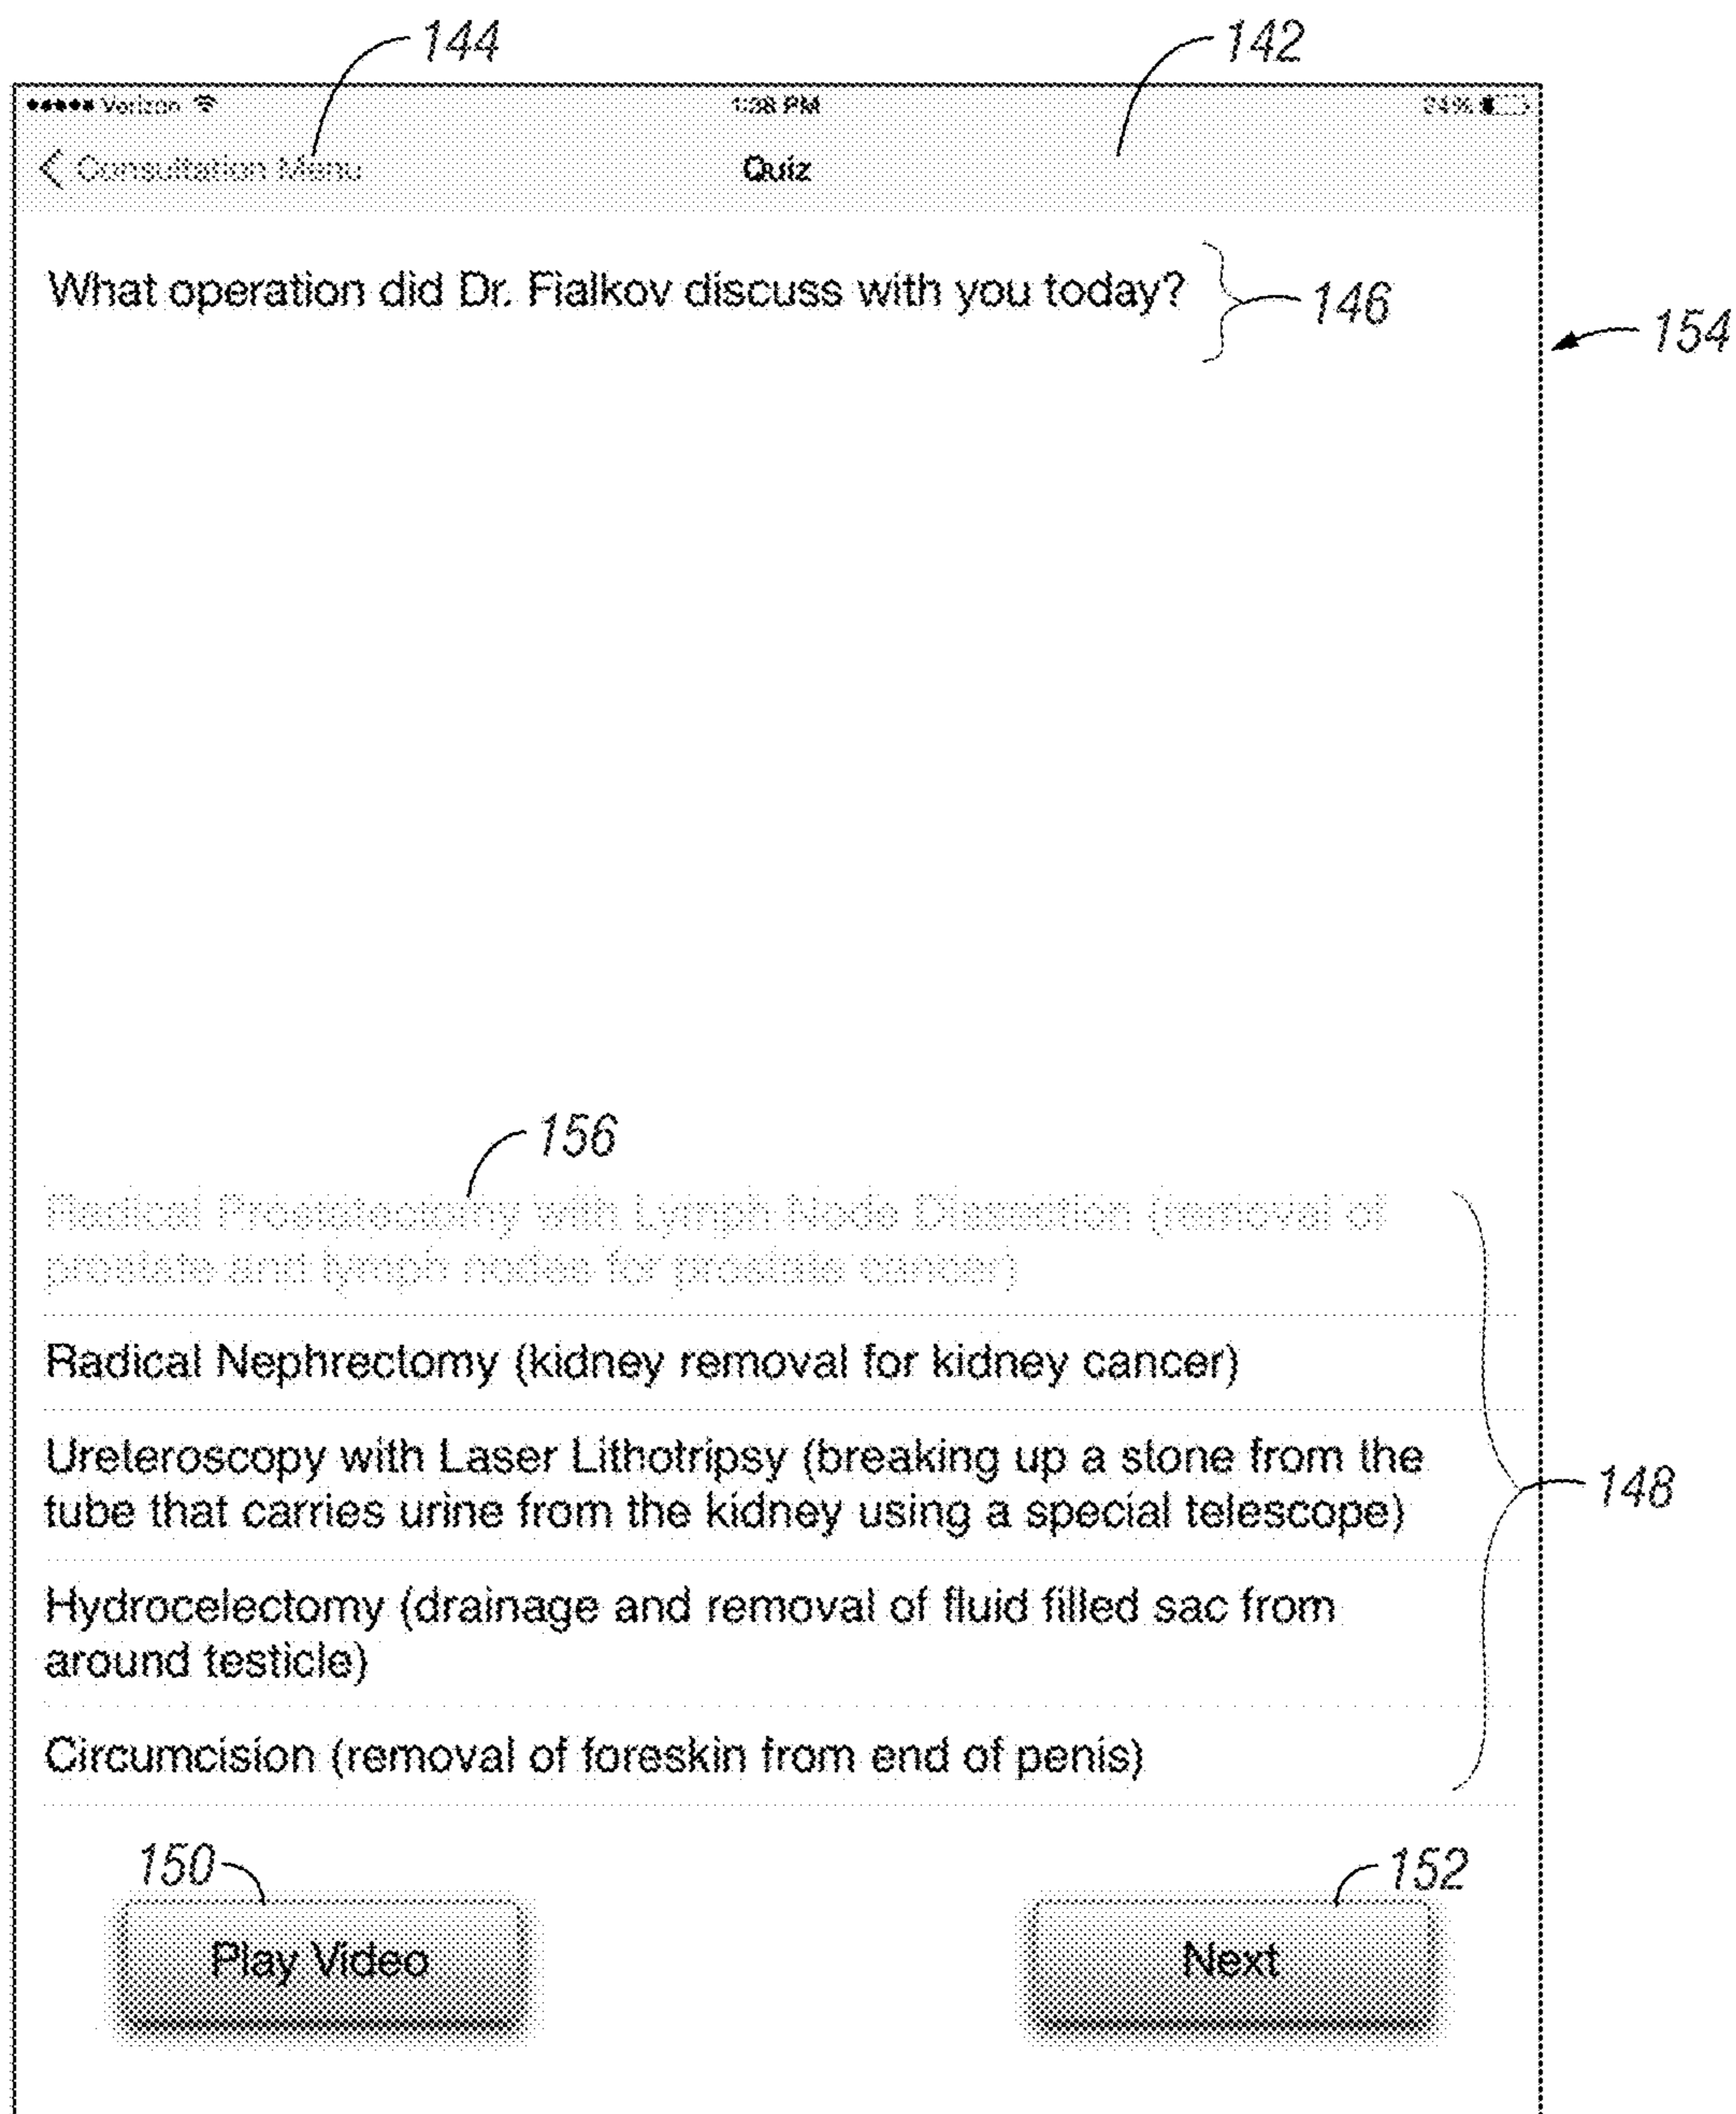 144
142
Verizon
1:38 PM
24%
Consultation Menu
Quiz
What operation did Dr. Fialkov discuss with you today?
146
154
156
Radical Prostatectomy with Lymph Node Dissection (removal of
prostate and lymph nodes for prostate cancer)
Radical Nephrectomy (kidney removal for kidney cancer)
Ureteroscopy with Laser Lithotripsy (breaking up a stone from the
tube that carries urine from the kidney using a special telescope)
148
Hydrocelectomy (drainage and removal of fluid filled sac from
around testicle)
Circumcision (removal of foreskin from end of penis)
150
152
Play Video
Next